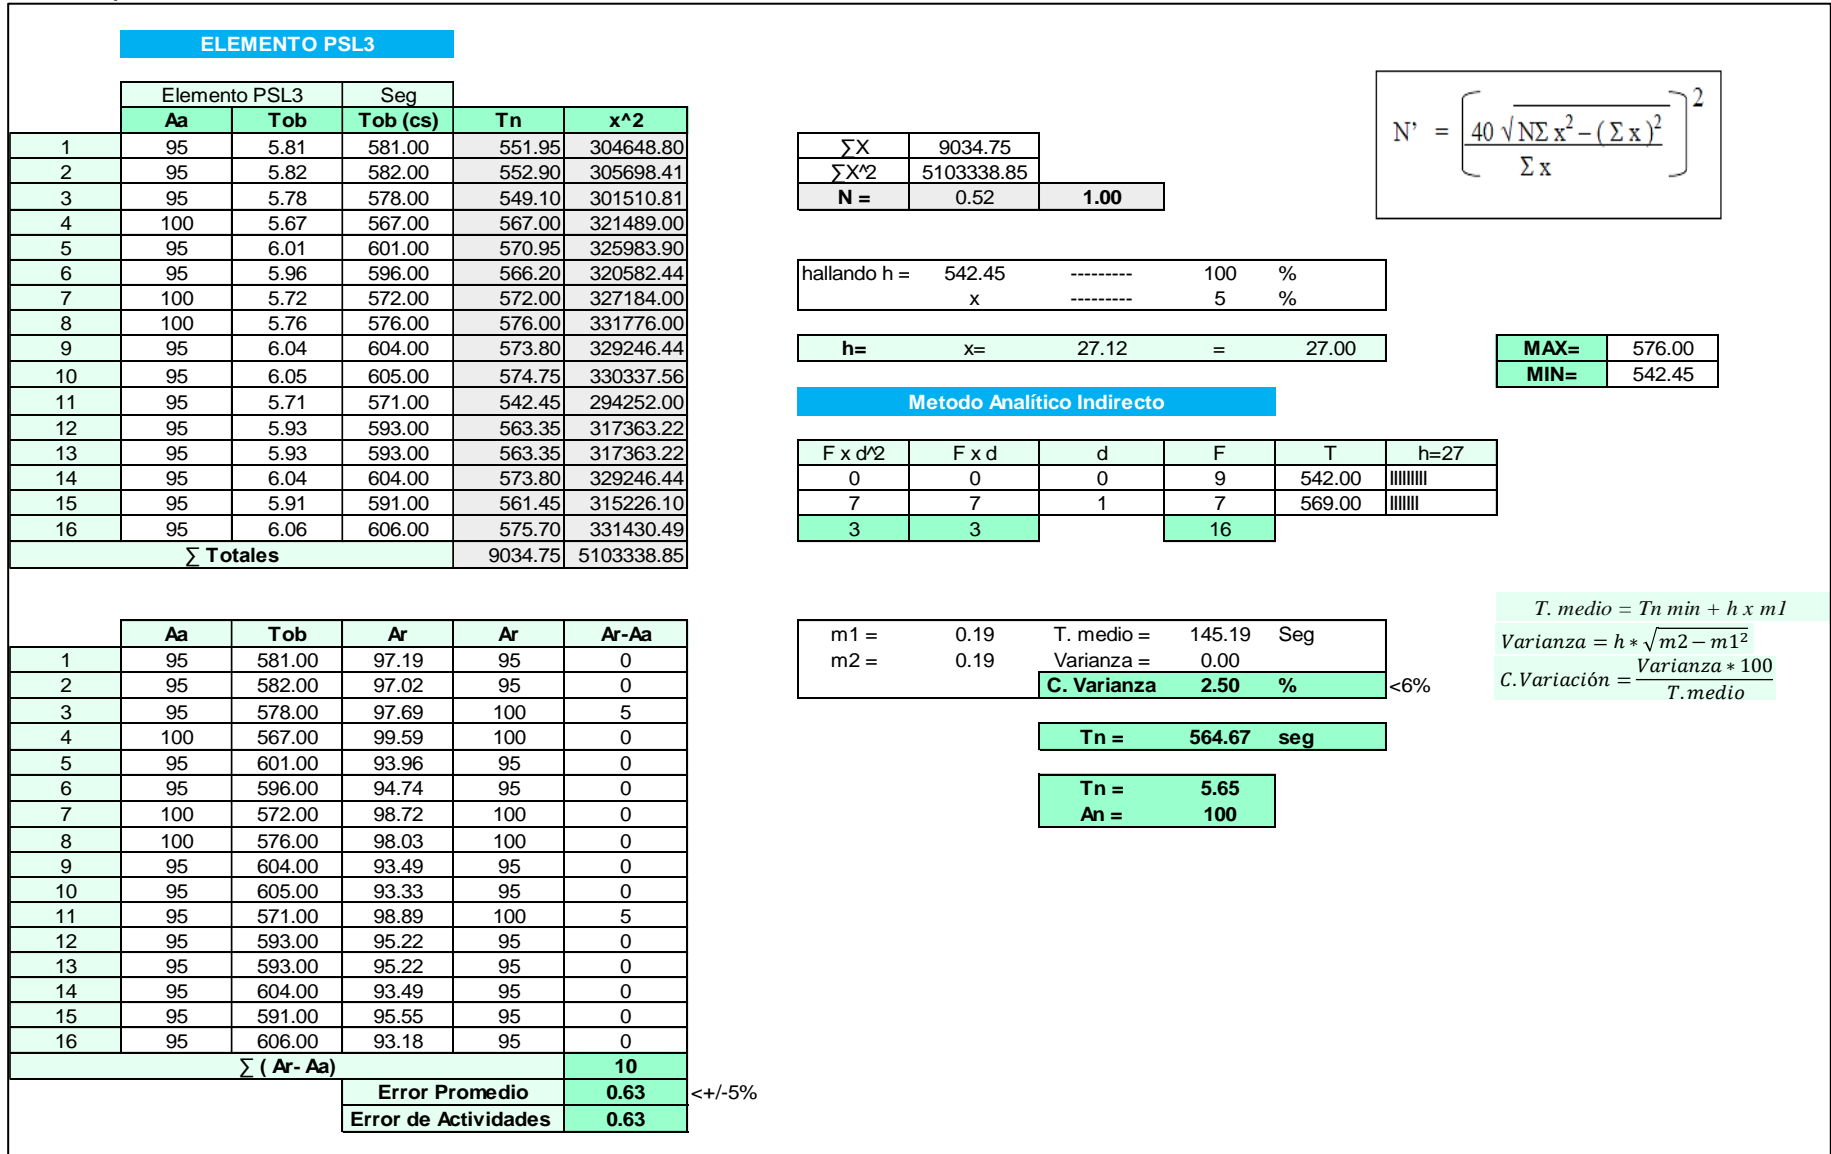 ELEMENTO PSL3
Elemento PSL3 Seg
Aa Tob Tob (cs) Tn x^2
1 95 5.81 581.00 551.95 304648.80
2 95 5.82 582.00 552.90 305698.41
3 95 5.78 578.00 549.10 301510.81
4 100 5.67 567.00 567.00 321489.00
5 95 6.01 601.00 570.95 325983.90
6 95 5.96 596.00 566.20 320582.44
7 100 5.72 572.00 572.00 327184.00
8 100 5.76 576.00 576.00 331776.00
9 95 6.04 604.00 573.80 329246.44
10 95 6.05 605.00 574.75 330337.56
11 95 5.71 571.00 542.45 294252.00
12 95 5.93 593.00 563.35 317363.22
13 95 5.93 593.00 563.35 317363.22
14 95 6.04 604.00 573.80 329246.44
15 95 5.91 591.00 561.45 315226.10
16 95 6.06 606.00 575.70 331430.49
∑ Totales 9034.75 5103338.85
∑X 9034.75
∑X^2 5103338.85
N = 0.52 1.00
N' = [40 √NΣx² – (Σx)² / Σx]²
hallando h = 542.45 --------- 100 %
x --------- 5 %
h= x= 27.12 = 27.00
MAX= 576.00
MIN= 542.45
Metodo Analítico Indirecto
F x d^2 F x d d F T h=27
0 0 0 9 542.00 IIIIIIIII
7 7 1 7 569.00 IIIIIII
3 3 16
Aa Tob Ar Ar Ar-Aa
1 95 581.00 97.19 95 0
2 95 582.00 97.02 95 0
3 95 578.00 97.69 100 5
4 100 567.00 99.59 100 0
5 95 601.00 93.96 95 0
6 95 596.00 94.74 95 0
7 100 572.00 98.72 100 0
8 100 576.00 98.03 100 0
9 95 604.00 93.49 95 0
10 95 605.00 93.33 95 0
11 95 571.00 98.89 100 5
12 95 593.00 95.22 95 0
13 95 593.00 95.22 95 0
14 95 604.00 93.49 95 0
15 95 591.00 95.55 95 0
16 95 606.00 93.18 95 0
∑ ( Ar- Aa) 10
Error Promedio 0.63 <+/-5%
Error de Actividades 0.63
m1 = 0.19 T. medio = 145.19 Seg
m2 = 0.19 Varianza = 0.00
C. Varianza 2.50 % <6%
Tn = 564.67 seg
Tn = 5.65
An = 100
T. medio = Tn min + h x m1
Varianza = h * √m2 − m1²
C.Variación = Varianza * 100 / T.medio